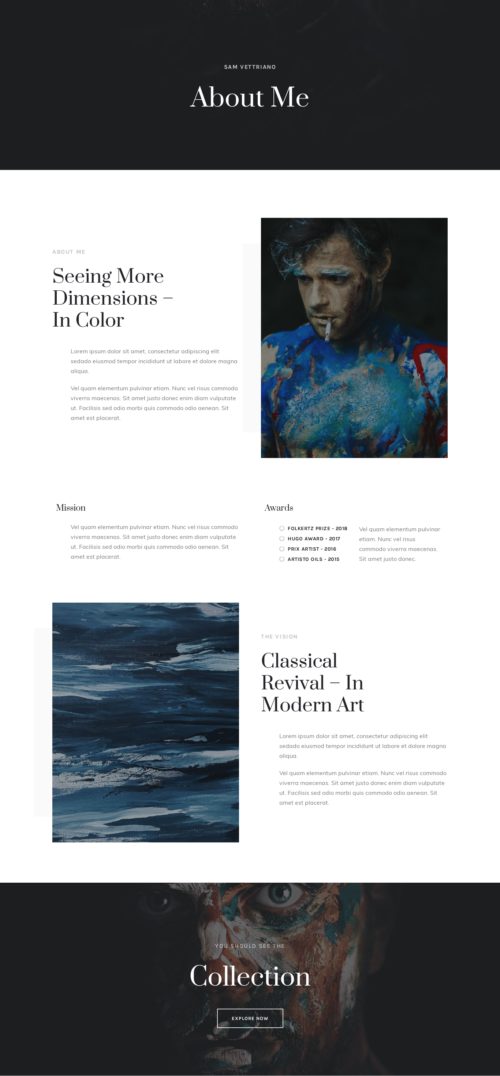 SAM VETTRIANO
About Me
ABOUT ME
Seeing More
Dimensions –
In Color
Lorem ipsum dolor sit amet, consectetur adipiscing elit
sedado eiusmod tempor incididunt ut labore et dolore magna
aliqua.
Vel quam elementum pulvinar etiam. Nunc vel risus commodo
viverra maecenas. Sit amet justo donec enim diam vulputate
ut. Facilisis sed odio morbi quis commodo odio aenean. Sit
amet est placerat.
Mission
Vel quam elementum pulvinar etiam. Nunc vel risus commodo
viverra maecenas. Sit amet justo donec enim diam vulputate
ut. Facilisis sed odio morbi quis commodo odio aenean. Sit
amet est placerat.
Awards
FOLKERTZ PRIZE - 2018
HUGO AWARD - 2017
PRIX ARTIST - 2016
ARTISTO OILS - 2015
Vel quam elementum pulvinar
etiam. Nunc vel risus
commodo viverra maecenas.
Sit amet justo donec.
THE VISION
Classical
Revival – In
Modern Art
Lorem ipsum dolor sit amet, consectetur adipiscing elit
sedado eiusmod tempor incididunt ut labore et dolore magna
aliqua.
Vel quam elementum pulvinar etiam. Nunc vel risus commodo
viverra maecenas. Sit amet justo donec enim diam vulputate
ut. Facilisis sed odio morbi quis commodo odio aenean. Sit
amet est placerat.
YOU SHOULD SEE THE
Collection
EXPLORE NOW